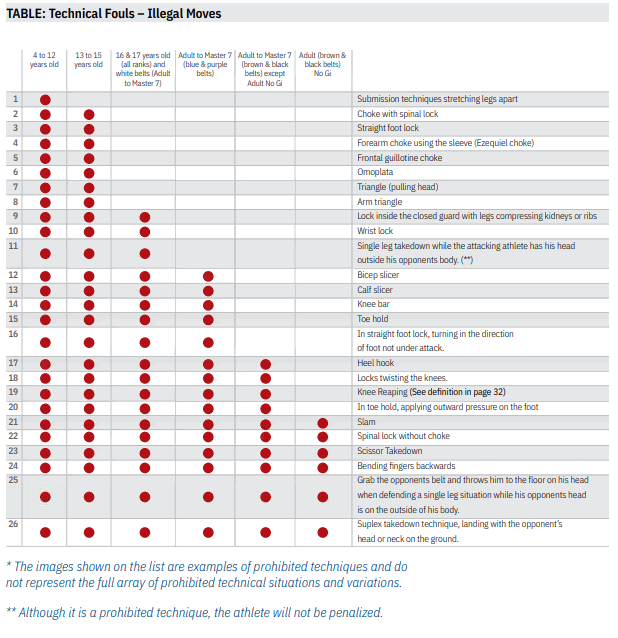 TABLE: Technical Fouls – Illegal Moves
4 to 12
years old
13 to 15
years old
16 & 17 years old
(all ranks) and
white belts (Adult
to Master 7)
Adult to Master 7
(blue & purple
belts)
Adult to Master 7
(brown & black
belts) except
Adult No Gi
Adult (brown &
black belts)
No Gi
1 Submission techniques stretching legs apart
2 Choke with spinal lock
3 Straight foot lock
4 Forearm choke using the sleeve (Ezequiel choke)
5 Frontal guillotine choke
6 Omoplata
7 Triangle (pulling head)
8 Arm triangle
9 Lock inside the closed guard with legs compressing kidneys or ribs
10 Wrist lock
11 Single leg takedown while the attacking athlete has his head
outside his opponents body. (**)
12 Bicep slicer
13 Calf slicer
14 Knee bar
15 Toe hold
16 In straight foot lock, turning in the direction
of foot not under attack.
17 Heel hook
18 Locks twisting the knees.
19 Knee Reaping (See definition in page 32)
20 In toe hold, applying outward pressure on the foot
21 Slam
22 Spinal lock without choke
23 Scissor Takedown
24 Bending fingers backwards
25 Grab the opponents belt and throws him to the floor on his head
when defending a single leg situation while his opponents head
is on the outside of his body.
26 Suplex takedown technique, landing with the opponent's
head or neck on the ground.
* The images shown on the list are examples of prohibited techniques and do
not represent the full array of prohibited technical situations and variations.
** Although it is a prohibited technique, the athlete will not be penalized.